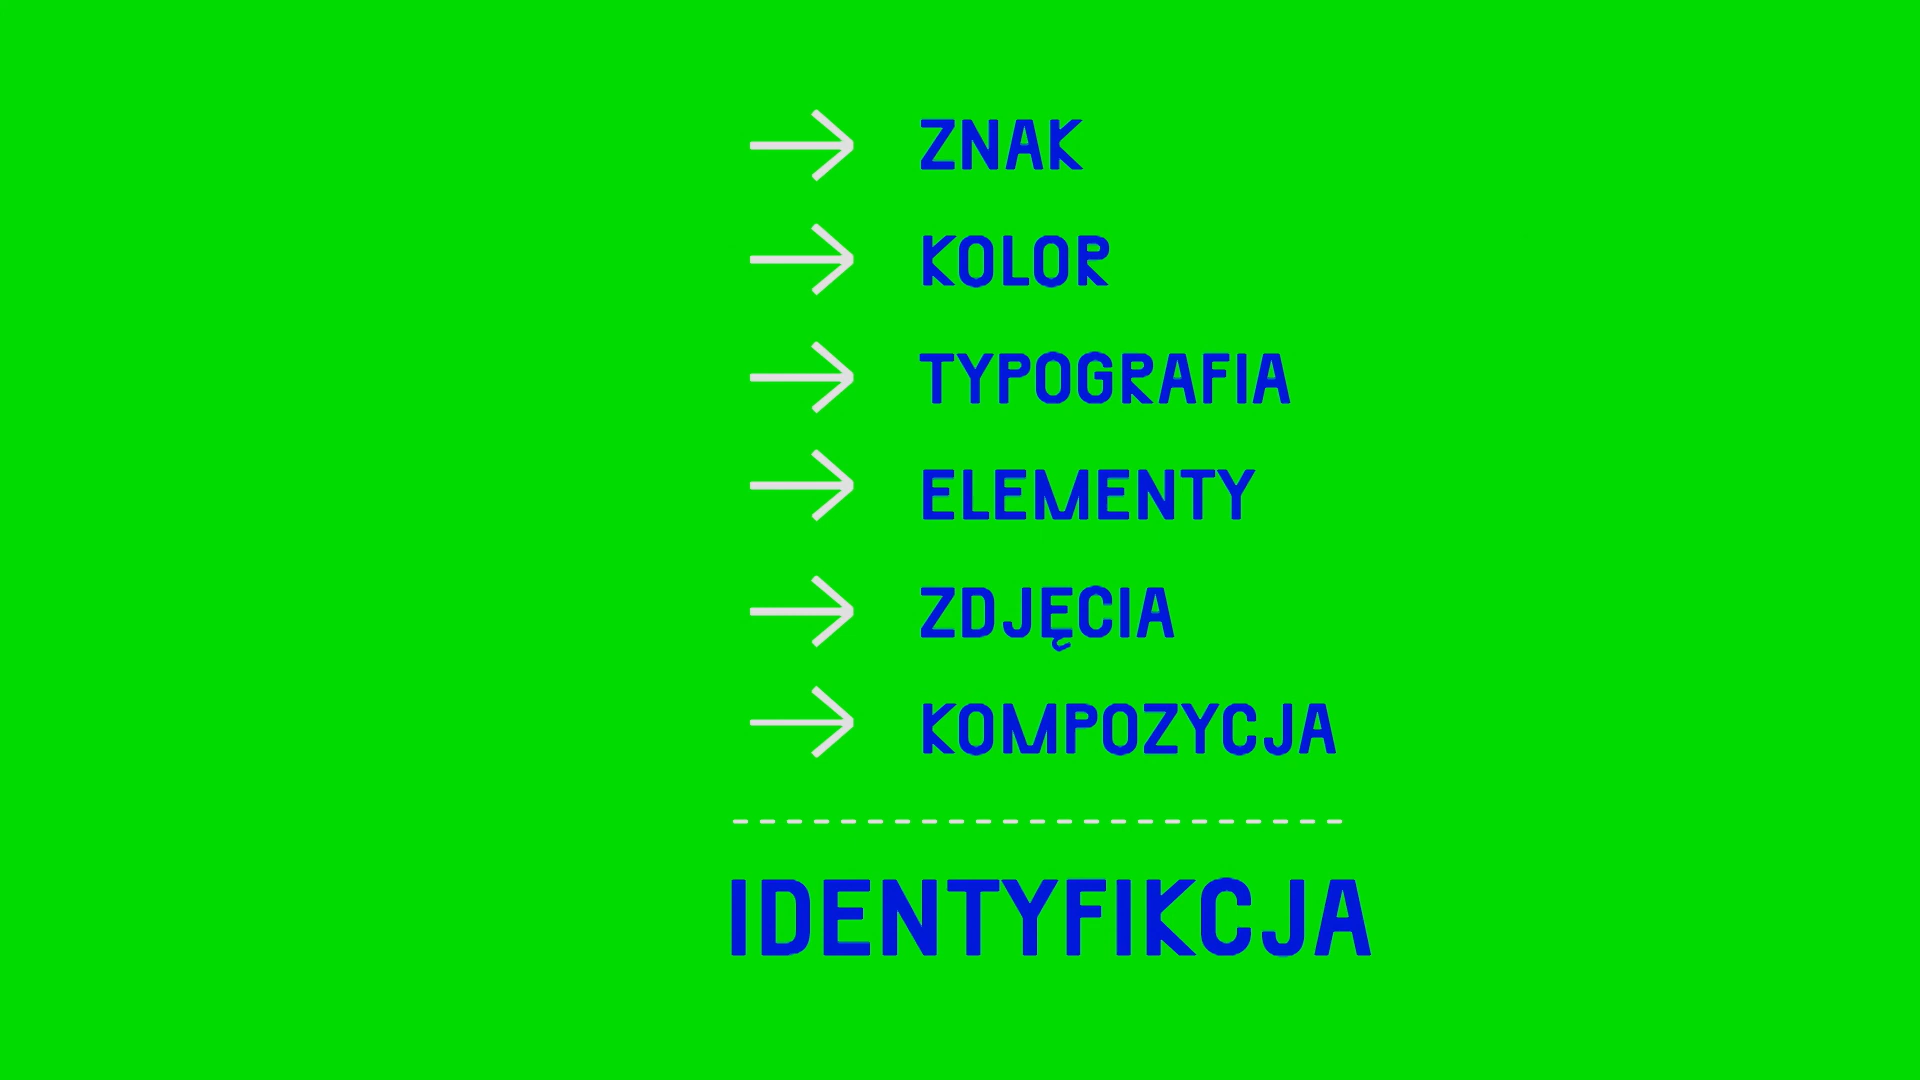 ZNAK
KOLOR
TYPOGRAFIA
ELEMENTY
ZDJĘCIA
KOMPOZYCJA
IDENTYFIKCJA